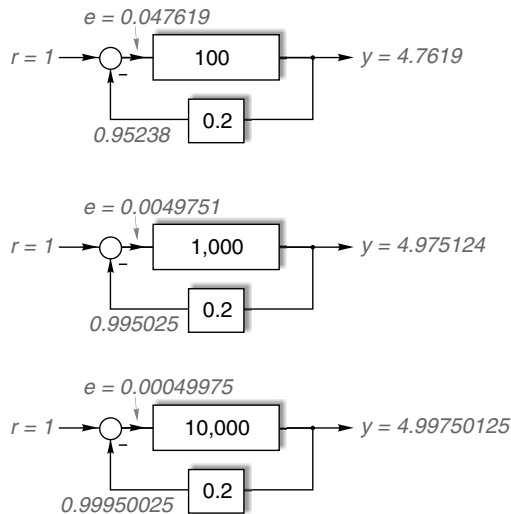 e = 0.047619
r = 1
100
y = 4.7619
−
0.2
0.95238
e = 0.0049751
r = 1
1,000
y = 4.975124
−
0.2
0.995025
e = 0.00049975
r = 1
10,000
y = 4.99750125
−
0.2
0.99950025